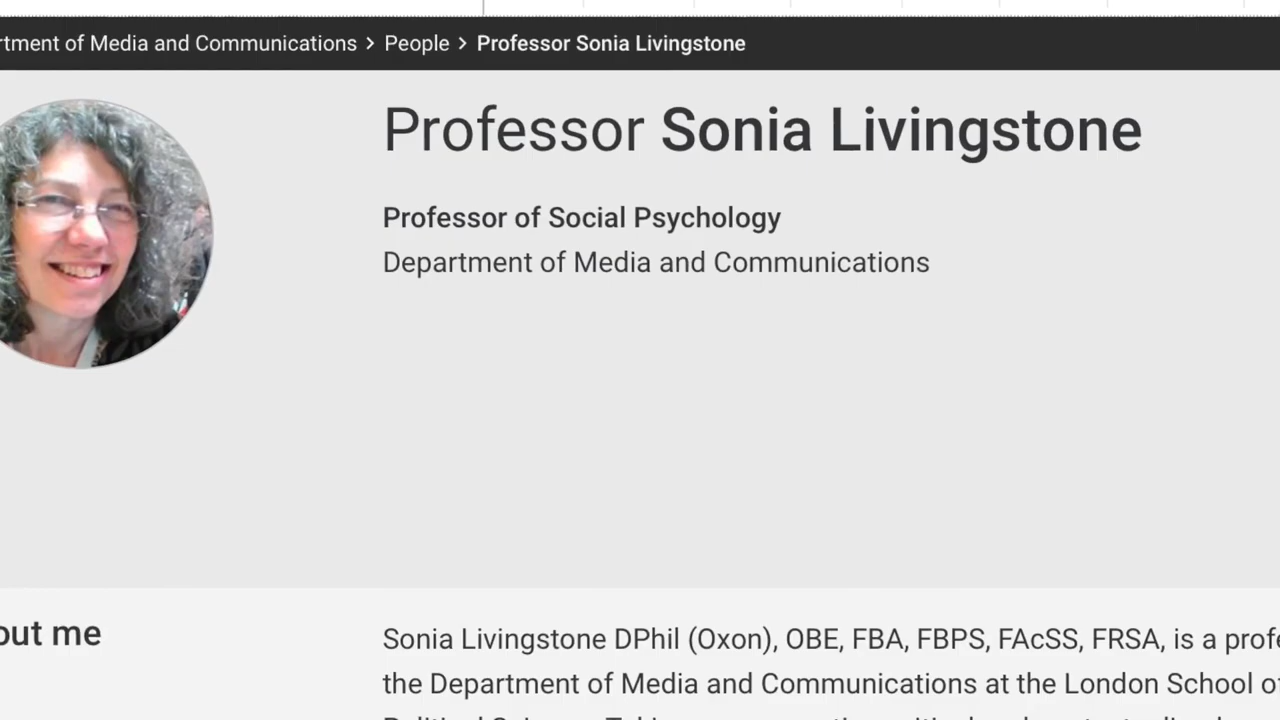 rtment of Media and Communications > People > Professor Sonia Livingstone
Professor Sonia Livingstone
Professor of Social Psychology
Department of Media and Communications
out me
Sonia Livingstone DPhil (Oxon), OBE, FBA, FBPS, FAcSS, FRSA, is a profe
the Department of Media and Communications at the London School of